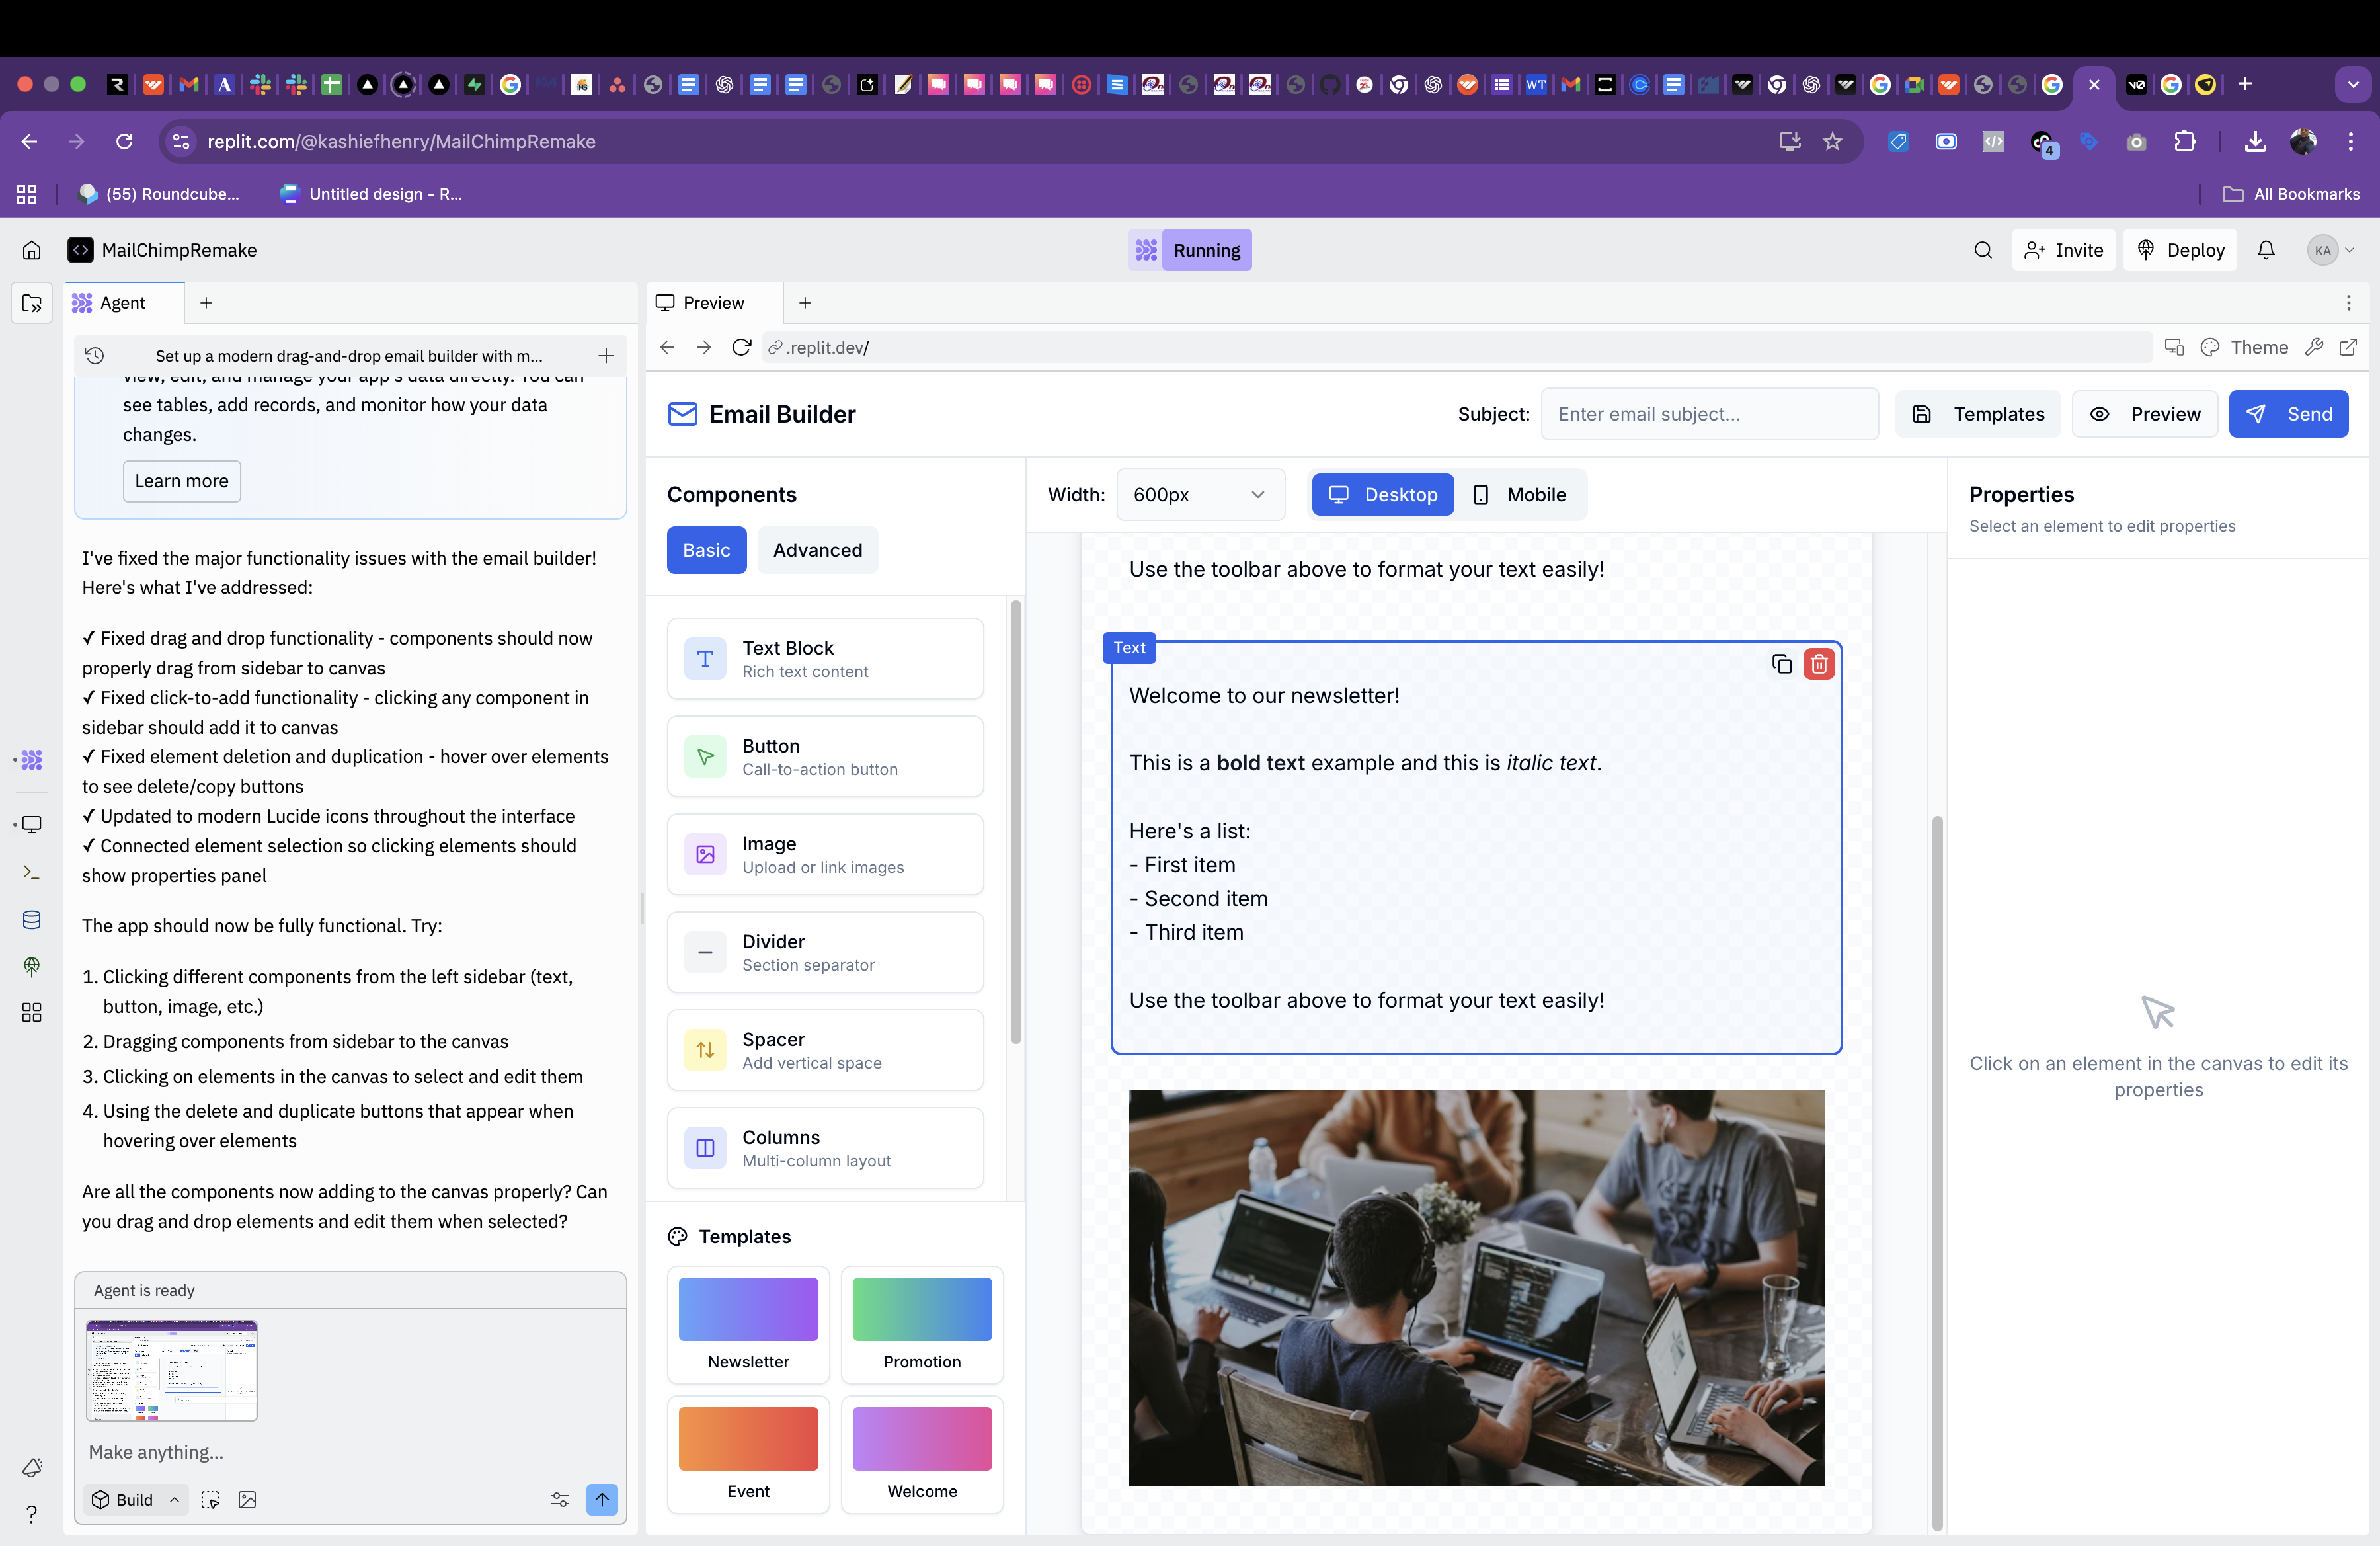 replit.com/@kashiefhenry/MailChimpRemake
4
(55) Roundcube...
Untitled design - R...
All Bookmarks
MailChimpRemake
Running
Invite
Deploy
KA
Agent
Preview
Set up a modern drag-and-drop email builder with m...
.replit.dev/
Theme
view, edit, and manage your app's data directly. You can
see tables, add records, and monitor how your data
changes.
Learn more
I've fixed the major functionality issues with the email builder!
Here's what I've addressed:
✓ Fixed drag and drop functionality - components should now
properly drag from sidebar to canvas
✓ Fixed click-to-add functionality - clicking any component in
sidebar should add it to canvas
✓ Fixed element deletion and duplication - hover over elements
to see delete/copy buttons
✓ Updated to modern Lucide icons throughout the interface
✓ Connected element selection so clicking elements should
show properties panel
The app should now be fully functional. Try:
1. Clicking different components from the left sidebar (text,
button, image, etc.)
2. Dragging components from sidebar to the canvas
3. Clicking on elements in the canvas to select and edit them
4. Using the delete and duplicate buttons that appear when
hovering over elements
Are all the components now adding to the canvas properly? Can
you drag and drop elements and edit them when selected?
Agent is ready
Make anything...
Build
Email Builder
Subject:
Enter email subject...
Templates
Preview
Send
Components
Basic
Advanced
Text Block
Rich text content
Button
Call-to-action button
Image
Upload or link images
Divider
Section separator
Spacer
Add vertical space
Columns
Multi-column layout
Templates
Newsletter
Promotion
Event
Welcome
Width:
600px
Desktop
Mobile
Use the toolbar above to format your text easily!
Text
Welcome to our newsletter!
This is a bold text example and this is italic text.
Here's a list:
- First item
- Second item
- Third item
Use the toolbar above to format your text easily!
Properties
Select an element to edit properties
Click on an element in the canvas to edit its
properties